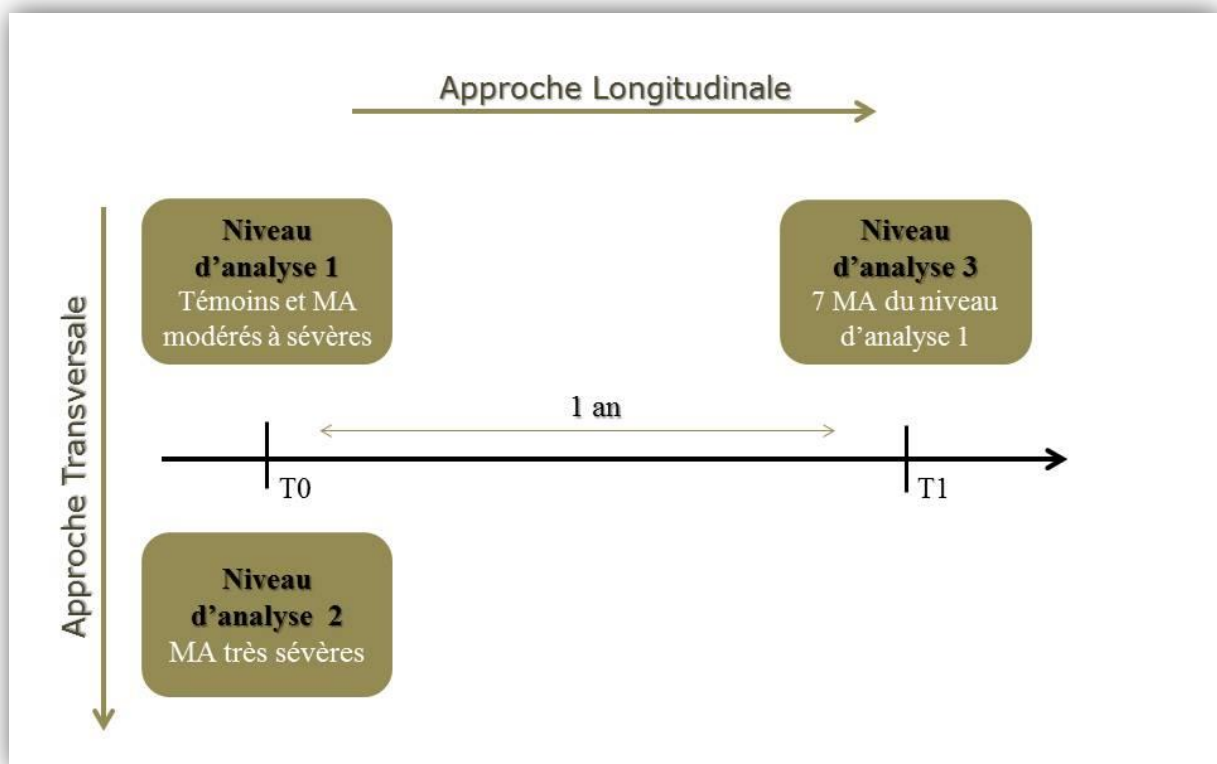 Approche Longitudinale
Approche Transversale
Niveau
d'analyse 1
Témoins et MA
modérés à sévères
Niveau
d'analyse 3
7 MA du niveau
d'analyse 1
1 an
T0
T1
Niveau
d'analyse 2
MA très sévères